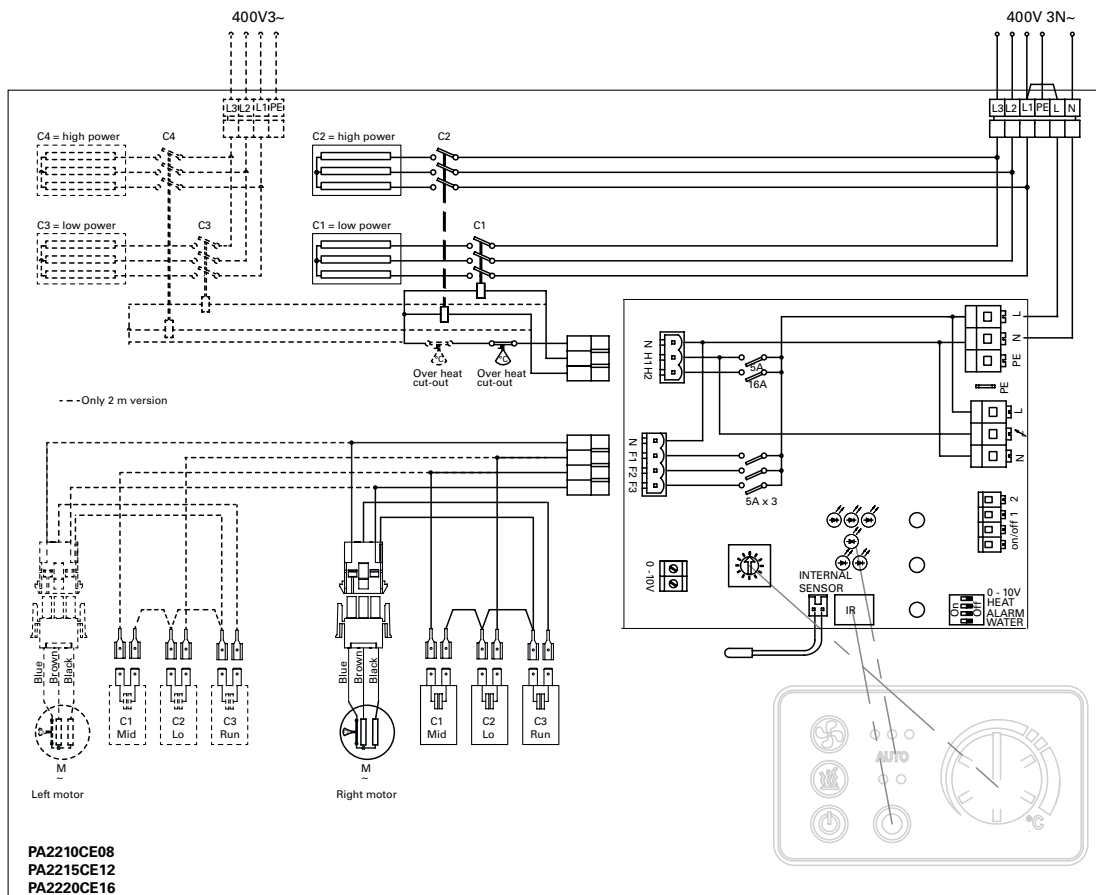 400V3~
400V 3N~
L3 L2 L1 PE
L3 L2 L1 PE L N
C4 = high power
C4
C2 = high power
C2
C3 = low power
C3
C1 = low power
C1
°C
°C
Over heat
cut-out
Over heat
cut-out
--- Only 2 m version
N H1 H2
5A
16A
L
N
PE
PE
L
N
N F1 F2 F3
5A x 3
2
1
on/off
0 - 10V
INTERNAL
SENSOR
IR
On
Off
0 - 10V
HEAT
ALARM
WATER
Blue
Brown
Black
C1
Mid
C2
Lo
C3
Run
M
~
Left motor
Blue
Brown
Black
C1
Mid
C2
Lo
C3
Run
M
~
Right motor
AUTO
°C
PA2210CE08
PA2215CE12
PA2220CE16